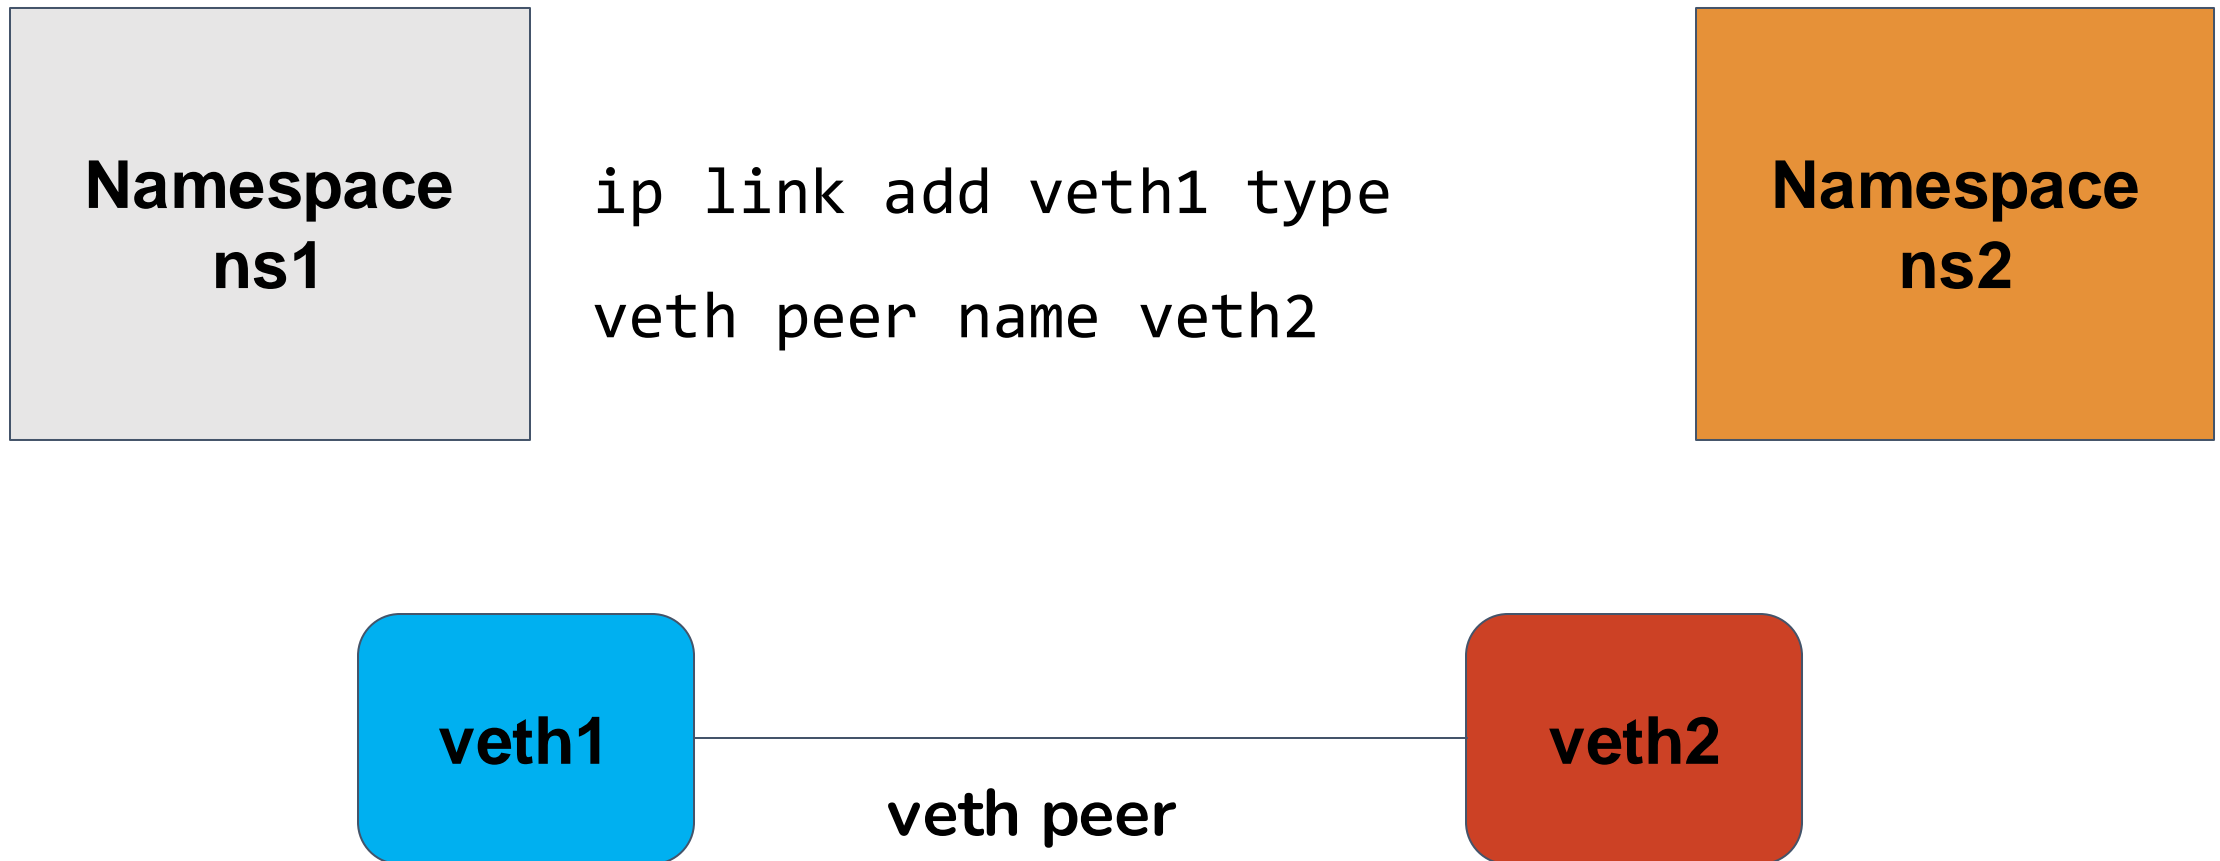 Namespace
ns1
ip link add veth1 type
veth peer name veth2
Namespace
ns2
veth1
veth peer
veth2